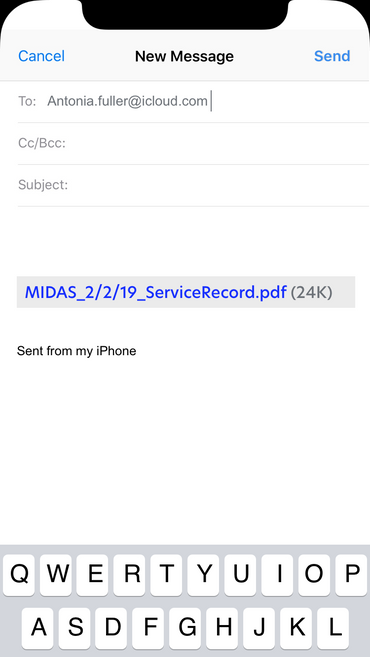 Cancel New Message Send
To: Antonia.fuller@icloud.com
Cc/Bcc:
Subject:
MIDAS_2/2/19_ServiceRecord.pdf (24K)
Sent from my iPhone
Q W E R T Y U I O P
A S D F G H J K L